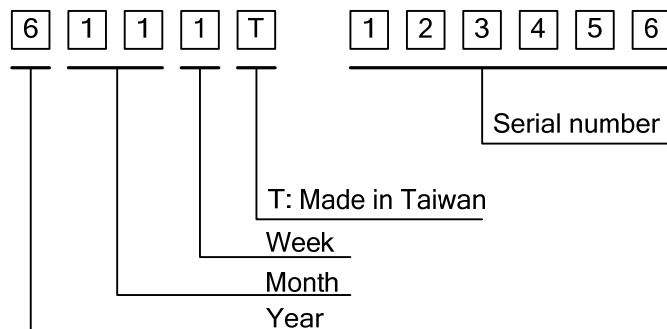 6 1 1 1 T 1 2 3 4 5 6
Serial number
T: Made in Taiwan
Week
Month
Year